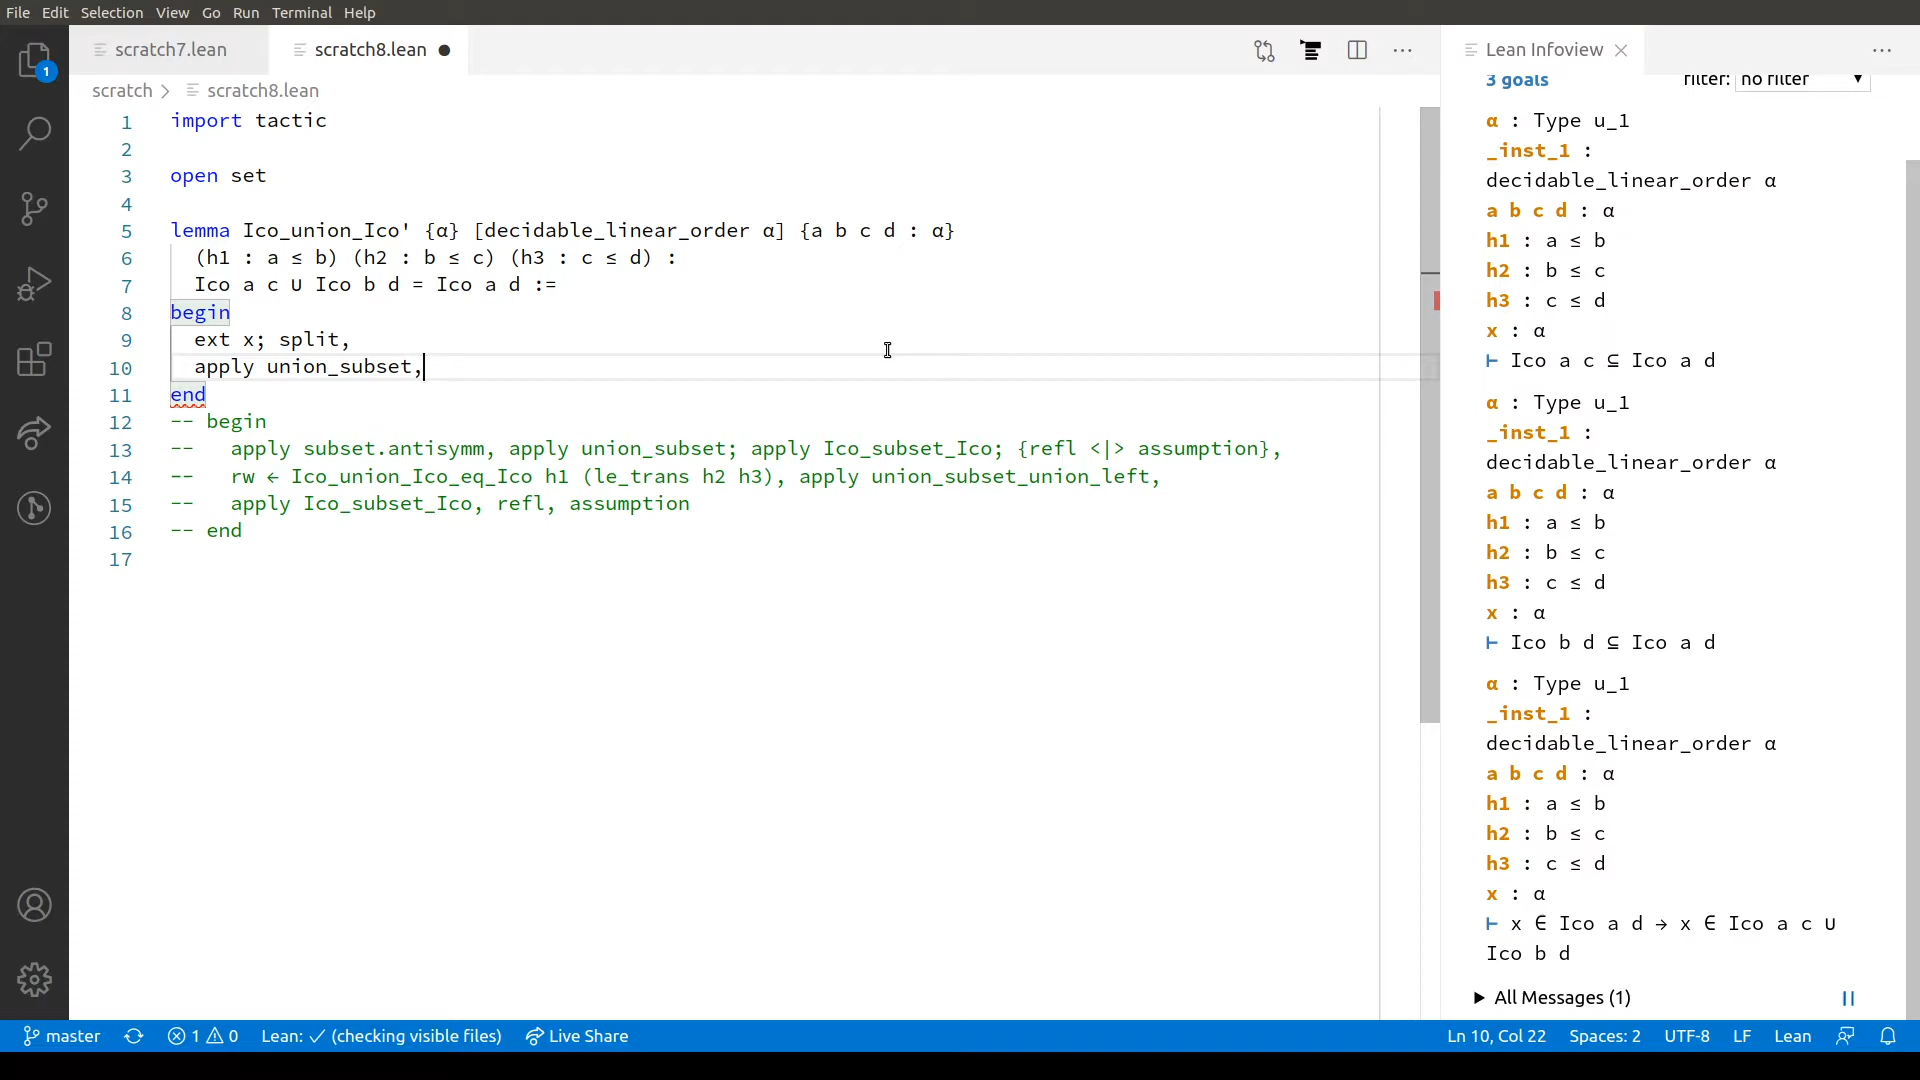 File Edit Selection View Go Run Terminal Help
scratch7.lean scratch8.lean
scratch > scratch8.lean
1 import tactic
2
3 open set
4
5 lemma Ico_union_Ico' {α} [decidable_linear_order α] {a b c d : α}
6 (h1 : a ≤ b) (h2 : b ≤ c) (h3 : c ≤ d) :
7 Ico a c ∪ Ico b d = Ico a d :=
8 begin
9 ext x; split,
10 apply union_subset,
11 end
12 -- begin
13 -- apply subset.antisymm, apply union_subset; apply Ico_subset_Ico; {refl <|> assumption},
14 -- rw ← Ico_union_Ico_eq_Ico h1 (le_trans h2 h3), apply union_subset_union_left,
15 -- apply Ico_subset_Ico, refl, assumption
16 -- end
17
Lean Infoview
3 goals filter: no filter
α : Type u_1
_inst_1 :
decidable_linear_order α
a b c d : α
h1 : a ≤ b
h2 : b ≤ c
h3 : c ≤ d
x : α
⊢ Ico a c ⊆ Ico a d
α : Type u_1
_inst_1 :
decidable_linear_order α
a b c d : α
h1 : a ≤ b
h2 : b ≤ c
h3 : c ≤ d
x : α
⊢ Ico b d ⊆ Ico a d
α : Type u_1
_inst_1 :
decidable_linear_order α
a b c d : α
h1 : a ≤ b
h2 : b ≤ c
h3 : c ≤ d
x : α
⊢ x ∈ Ico a d → x ∈ Ico a c ∪
Ico b d
All Messages (1)
1
master 1 0 Lean: ✓ (checking visible files) Live Share Ln 10, Col 22 Spaces: 2 UTF-8 LF Lean